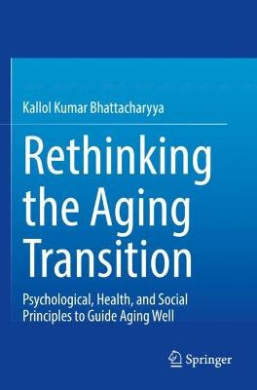 Kallol Kumar Bhattacharyya
Rethinking
the Aging
Transition
Psychological, Health, and Social
Principles to Guide Aging Well
Springer